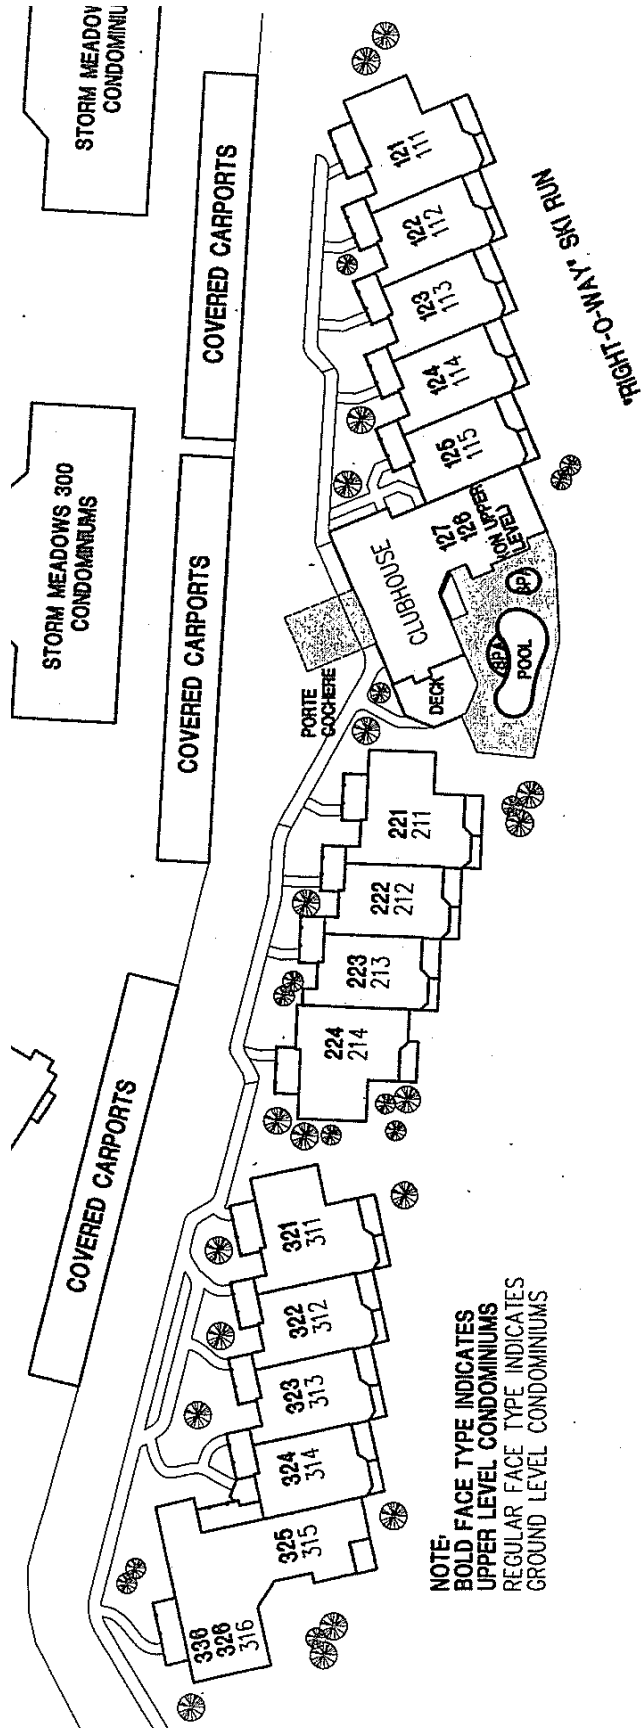 STORM MEADOW
CONDOMINIU
COVERED CARPORTS
121
111
122
112
123
113
124
114
125
115
"RIGHT-O-WAY" SKI RUN
STORM MEADOWS 300
CONDOMINIUMS
COVERED CARPORTS
CLUBHOUSE
127
126
(ON UPPER
LEVEL)
SPA
SPA
POOL
DECK
PORTE
COCHERE
221
211
222
212
223
213
224
214
COVERED CARPORTS
321
311
322
312
323
313
324
314
325
315
336
326
316
NOTE:
BOLD FACE TYPE INDICATES
UPPER LEVEL CONDOMINIUMS
REGULAR FACE TYPE INDICATES
GROUND LEVEL CONDOMINIUMS